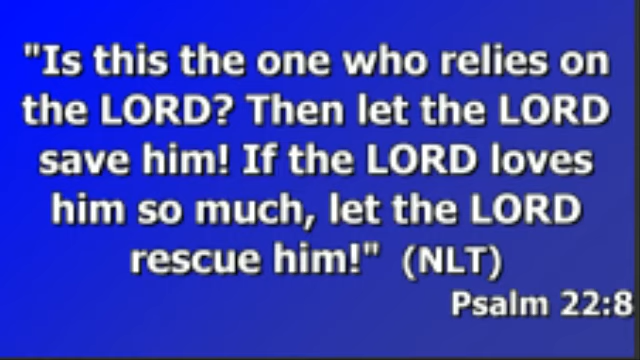 "Is this the one who relies on
the LORD? Then let the LORD
save him! If the LORD loves
him so much, let the LORD
rescue him!" (NLT)
Psalm 22:8